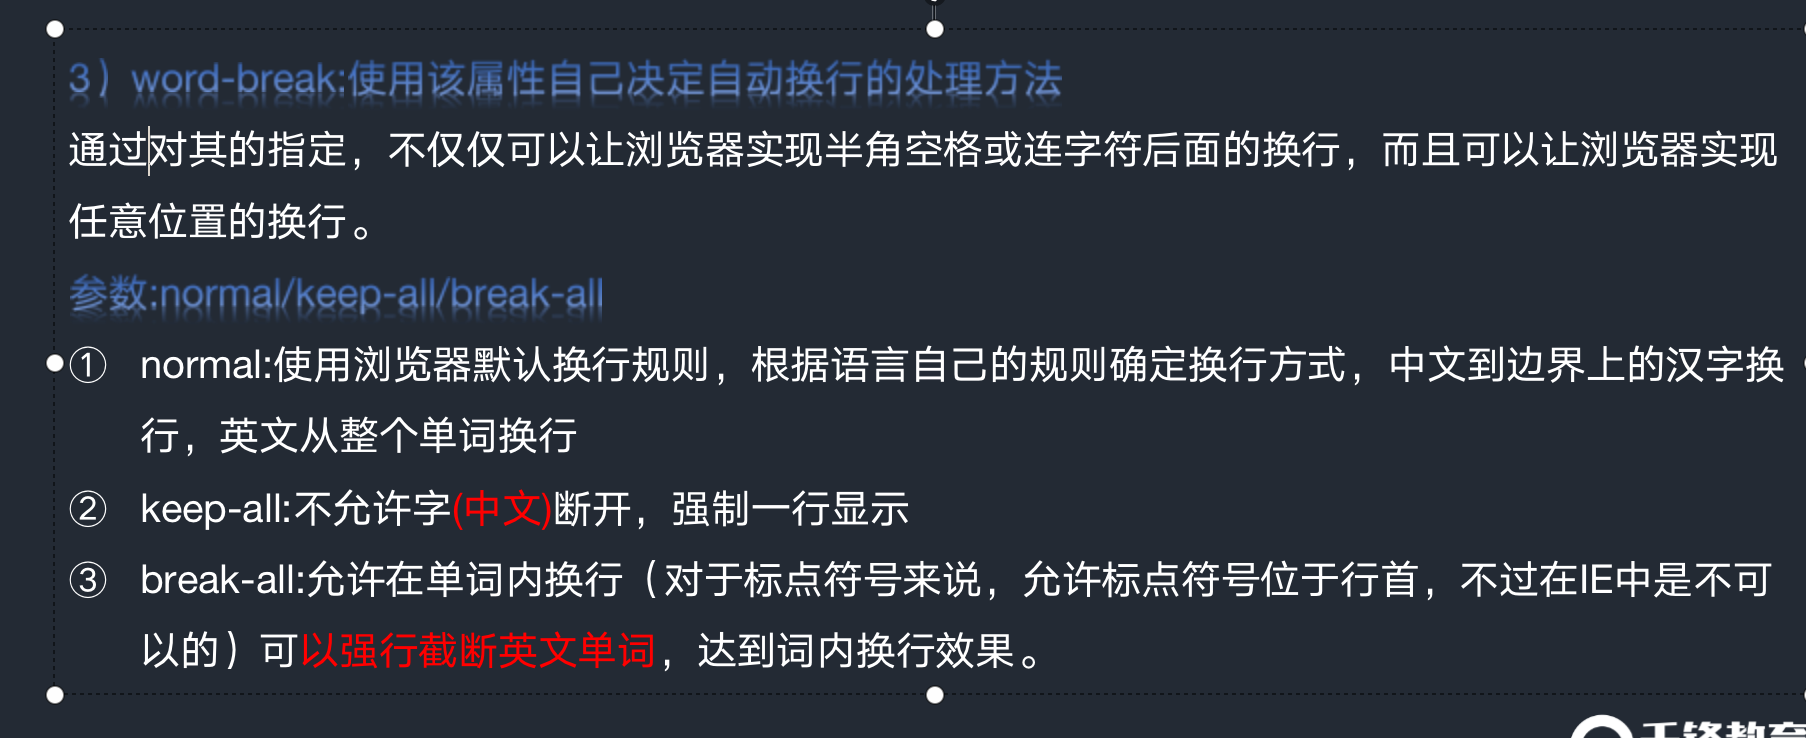 3）word-break:使用该属性自己决定自动换行的处理方法
通过对其的指定，不仅仅可以让浏览器实现半角空格或连字符后面的换行，而且可以让浏览器实现
任意位置的换行。
参数:normal/keep-all/break-all
① normal:使用浏览器默认换行规则，根据语言自己的规则确定换行方式，中文到边界上的汉字换
行，英文从整个单词换行
② keep-all:不允许字(中文)断开，强制一行显示
③ break-all:允许在单词内换行（对于标点符号来说，允许标点符号位于行首，不过在IE中是不可
以的）可以强行截断英文单词，达到词内换行效果。
千锋教育